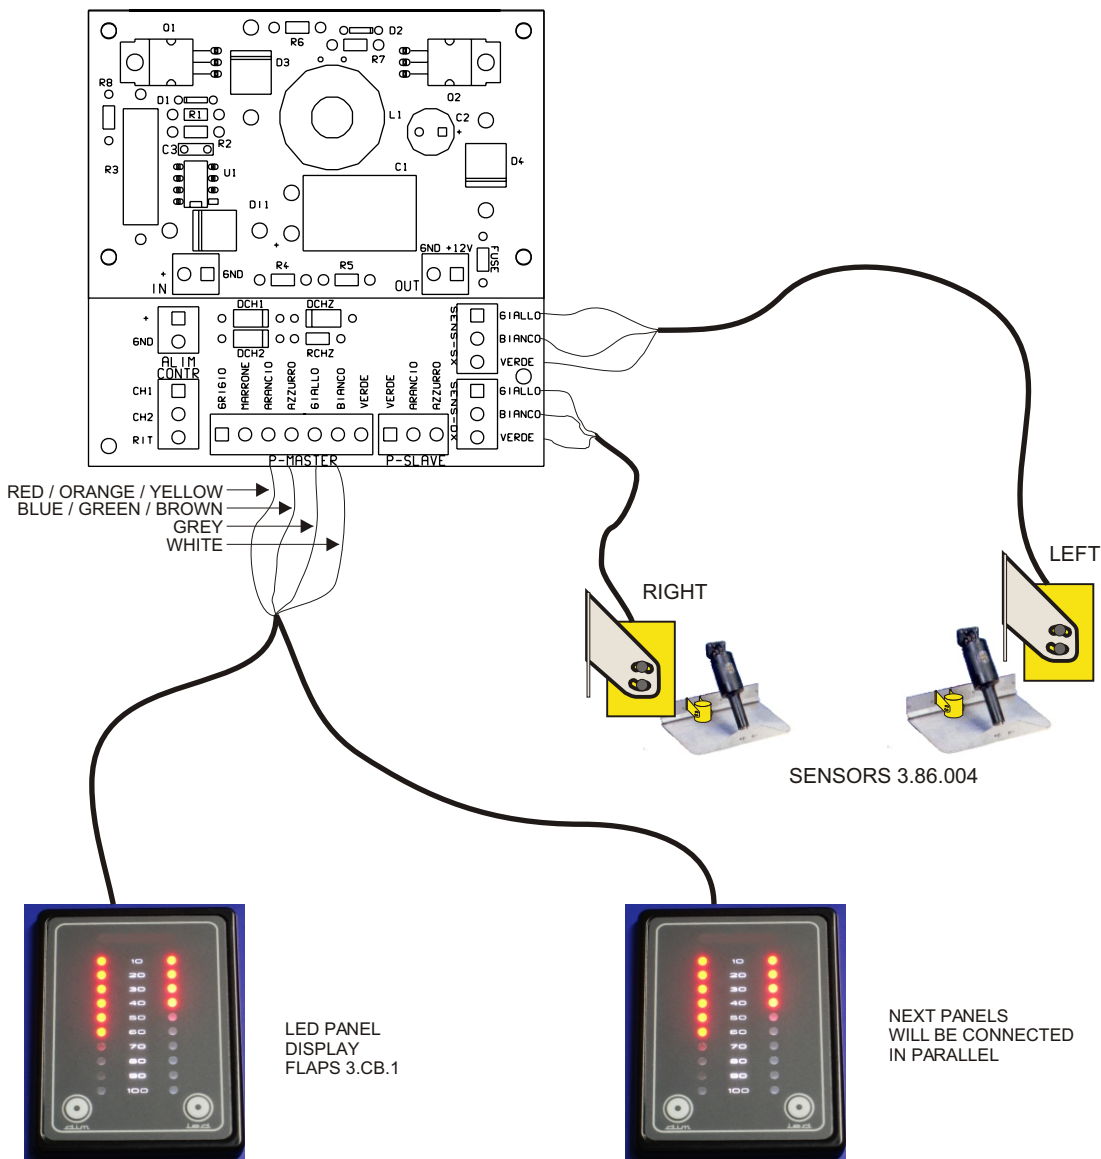 Q1
R6
D2
R7
D3
Q2
R8
D1
R1
L1
C2
+
C3
R2
R3
U1
C1
D4
DI1
+
GND +12V
FUSE
+
GND
IN
R4
R5
OUT
+
GND
ALIM
CONTR
DCH1
DCHZ
DCH2
RCHZ
SENS-SX
GIALLO
BIANCO
VERDE
CH1
CH2
RIT
GRIGIO
MARRONE
ARANCIO
AZZURRO
GIALLO
BIANCO
VERDE
VERDE
ARANCIO
AZZURRO
SENS-DX
GIALLO
BIANCO
VERDE
P-MASTER
P-SLAVE
RED / ORANGE / YELLOW
BLUE / GREEN / BROWN
GREY
WHITE
RIGHT
LEFT
SENSORS 3.86.004
10
20
30
40
50
60
70
80
90
100
dim
led
LED PANEL
DISPLAY
FLAPS 3.CB.1
10
20
30
40
50
60
70
80
90
100
dim
led
NEXT PANELS
WILL BE CONNECTED
IN PARALLEL